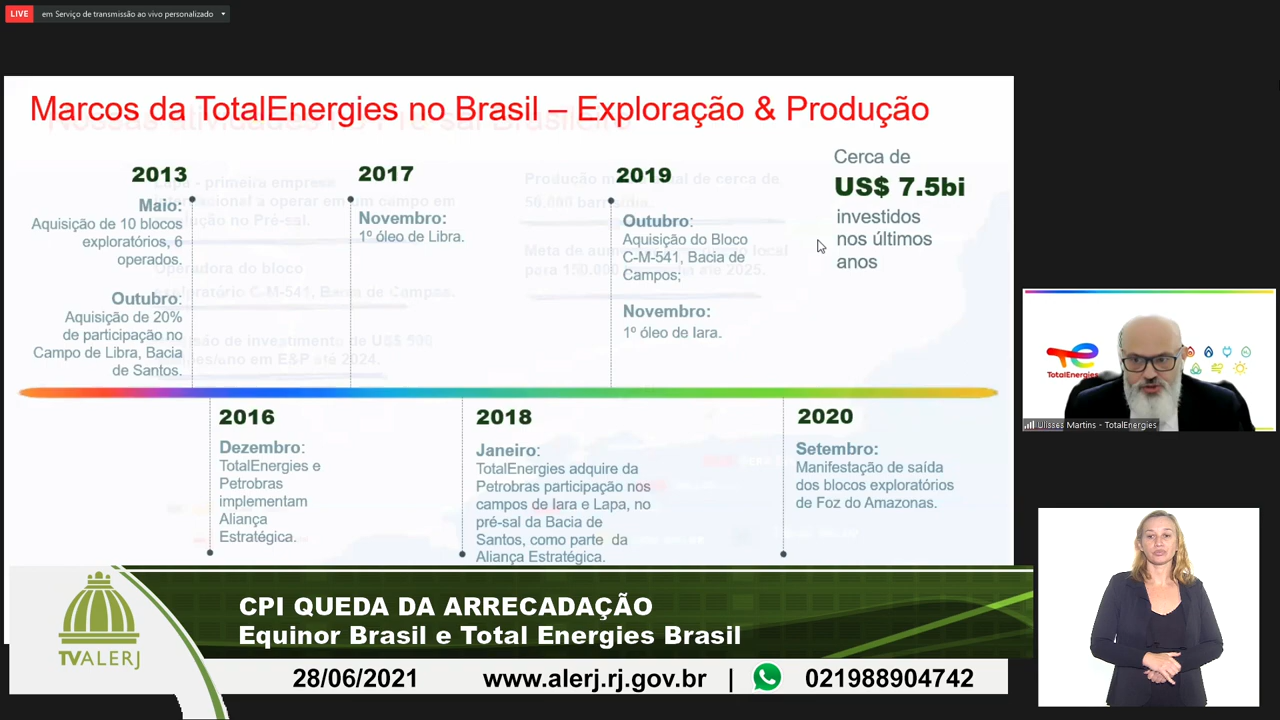 LIVE em Serviço de transmissão ao vivo personalizado
Marcos da TotalEnergies no Brasil – Exploração & Produção
2013
Maio:
Aquisição de 10 blocos
exploratórios, 6
operados.
Outubro:
Aquisição de 20%
de participação no
Campo de Libra, Bacia
de Santos.
2017
Novembro:
1º óleo de Libra.
2019
Outubro:
Aquisição do Bloco
C-M-541, Bacia de
Campos;
Novembro:
1º óleo de Iara.
Cerca de
US$ 7.5bi
investidos
nos últimos
anos
2016
Dezembro:
TotalEnergies e
Petrobras
implementam
Aliança
Estratégica.
2018
Janeiro:
TotalEnergies adquire da
Petrobras participação nos
campos de Iara e Lapa, no
pré-sal da Bacia de
Santos, como parte da
Aliança Estratégica.
2020
Setembro:
Manifestação de saída
dos blocos exploratórios
de Foz do Amazonas.
TotalEnergies
Ulisses Martins - TotalEnergies
TVALERJ
CPI QUEDA DA ARRECADAÇÃO
Equinor Brasil e Total Energies Brasil
28/06/2021 www.alerj.rj.gov.br | 021988904742